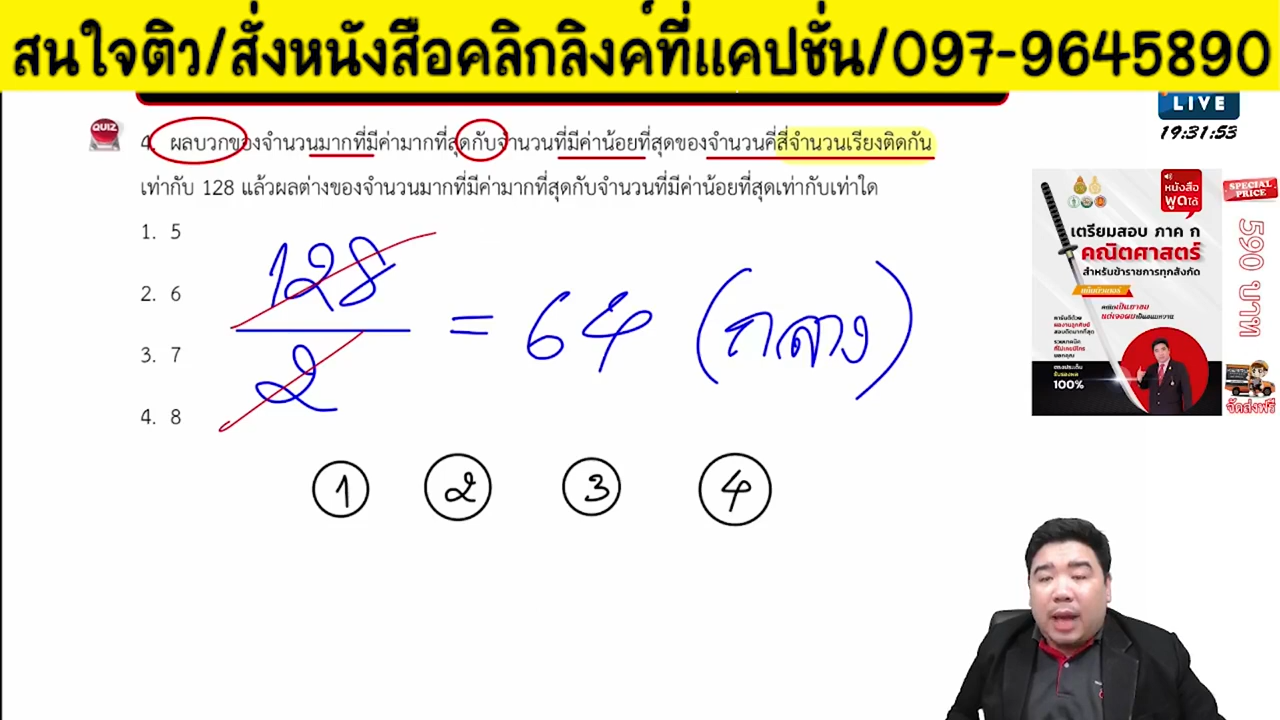 สนใจติว/สั่งหนังสือคลิกลิงค์ที่แคปชั่น/097-9645890
LIVE
19:31:53
QUIZ
4. ผลบวกของจำนวนมากที่มีค่ามากที่สุดกับจำนวนที่มีค่าน้อยที่สุดของจำนวนคี่สี่จำนวนเรียงติดกัน
เท่ากับ 128 แล้วผลต่างของจำนวนมากที่มีค่ามากที่สุดกับจำนวนที่มีค่าน้อยที่สุดเท่ากับเท่าใด
1. 5
2. 6
3. 7
4. 8
128
2
= 64 (กลาง)
1 2 3 4
หนังสือ
พูดได้
เตรียมสอบ ภาค ก
คณิตศาสตร์
สำหรับข้าราชการทุกสังกัด
100%
SPECIAL
PRICE
590 บาท
จัดส่งฟรี